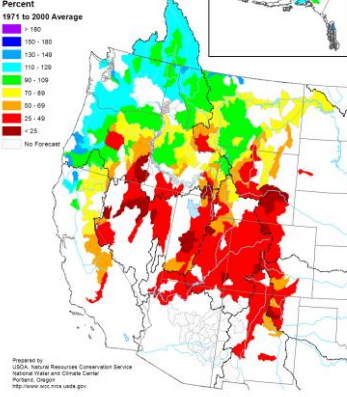 Percent
1971 to 2000 Average
> 180
150 - 180
130 - 149
110 - 129
90 - 109
70 - 89
50 - 69
25 - 49
< 25
No Forecast
Prepared by
USDA, Natural Resources Conservation Service
National Water and Climate Center
Portland, Oregon
http://www.wcc.nrcs.usda.gov